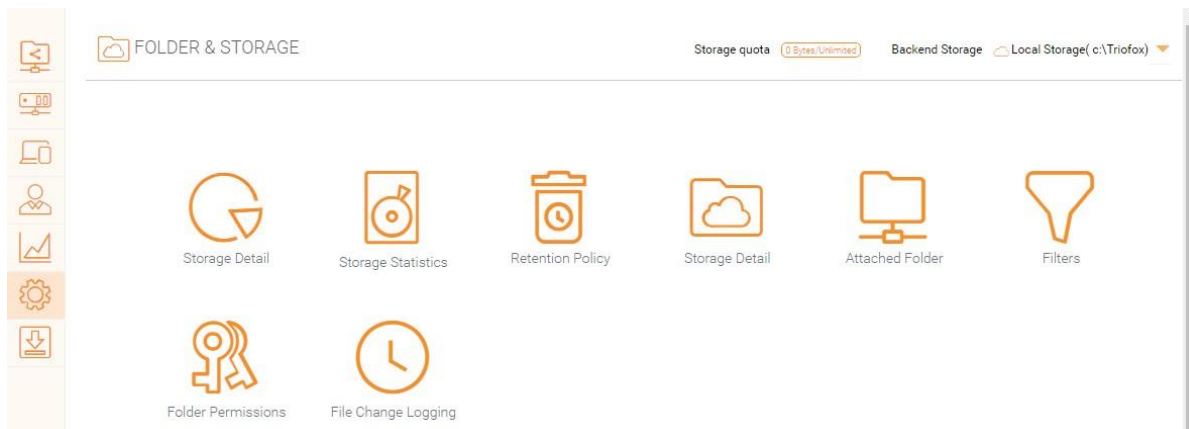 FOLDER & STORAGE
Storage quota 0 Bytes/Unlimited Backend Storage Local Storage( c:\Triofox)
Storage Detail Storage Statistics Retention Policy Storage Detail Attached Folder Filters
Folder Permissions File Change Logging